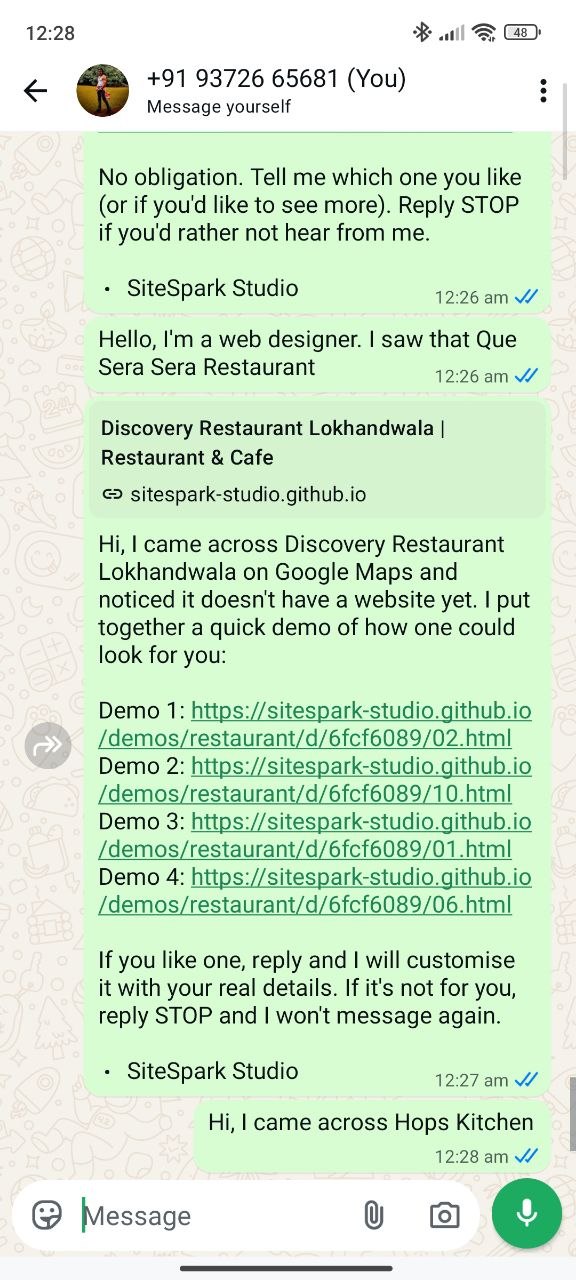 12:28
48
+91 93726 65681 (You)
Message yourself
No obligation. Tell me which one you like
(or if you'd like to see more). Reply STOP
if you'd rather not hear from me.
• SiteSpark Studio
12:26 am
Hello, I'm a web designer. I saw that Que
Sera Sera Restaurant
12:26 am
Discovery Restaurant Lokhandwala |
Restaurant & Cafe
sitespark-studio.github.io
Hi, I came across Discovery Restaurant
Lokhandwala on Google Maps and
noticed it doesn't have a website yet. I put
together a quick demo of how one could
look for you:
Demo 1: https://sitespark-studio.github.io
/demos/restaurant/d/6fcf6089/02.html
Demo 2: https://sitespark-studio.github.io
/demos/restaurant/d/6fcf6089/10.html
Demo 3: https://sitespark-studio.github.io
/demos/restaurant/d/6fcf6089/01.html
Demo 4: https://sitespark-studio.github.io
/demos/restaurant/d/6fcf6089/06.html
If you like one, reply and I will customise
it with your real details. If it's not for you,
reply STOP and I won't message again.
• SiteSpark Studio
12:27 am
Hi, I came across Hops Kitchen
12:28 am
Message